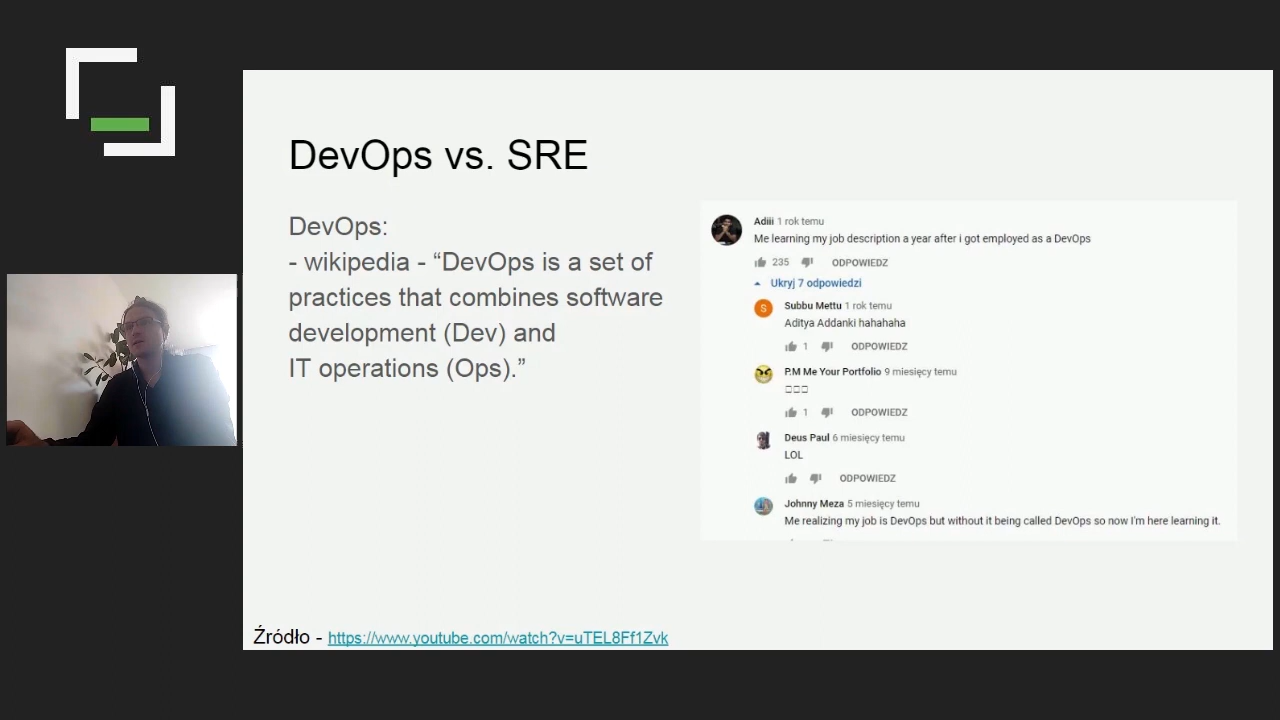 DevOps vs. SRE
DevOps:
- wikipedia - “DevOps is a set of
practices that combines software
development (Dev) and
IT operations (Ops).”
Adiii 1 rok temu
Me learning my job description a year after i got employed as a DevOps
235 ODPOWIEDZ
Ukryj 7 odpowiedzi
S
Subbu Mettu 1 rok temu
Aditya Addanki hahahaha
1 ODPOWIEDZ
P.M Me Your Portfolio 9 miesięcy temu
□□□
1 ODPOWIEDZ
Deus Paul 6 miesięcy temu
LOL
ODPOWIEDZ
Johnny Meza 5 miesięcy temu
Me realizing my job is DevOps but without it being called DevOps so now I'm here learning it.
Źródło - https://www.youtube.com/watch?v=uTEL8Ff1Zvk